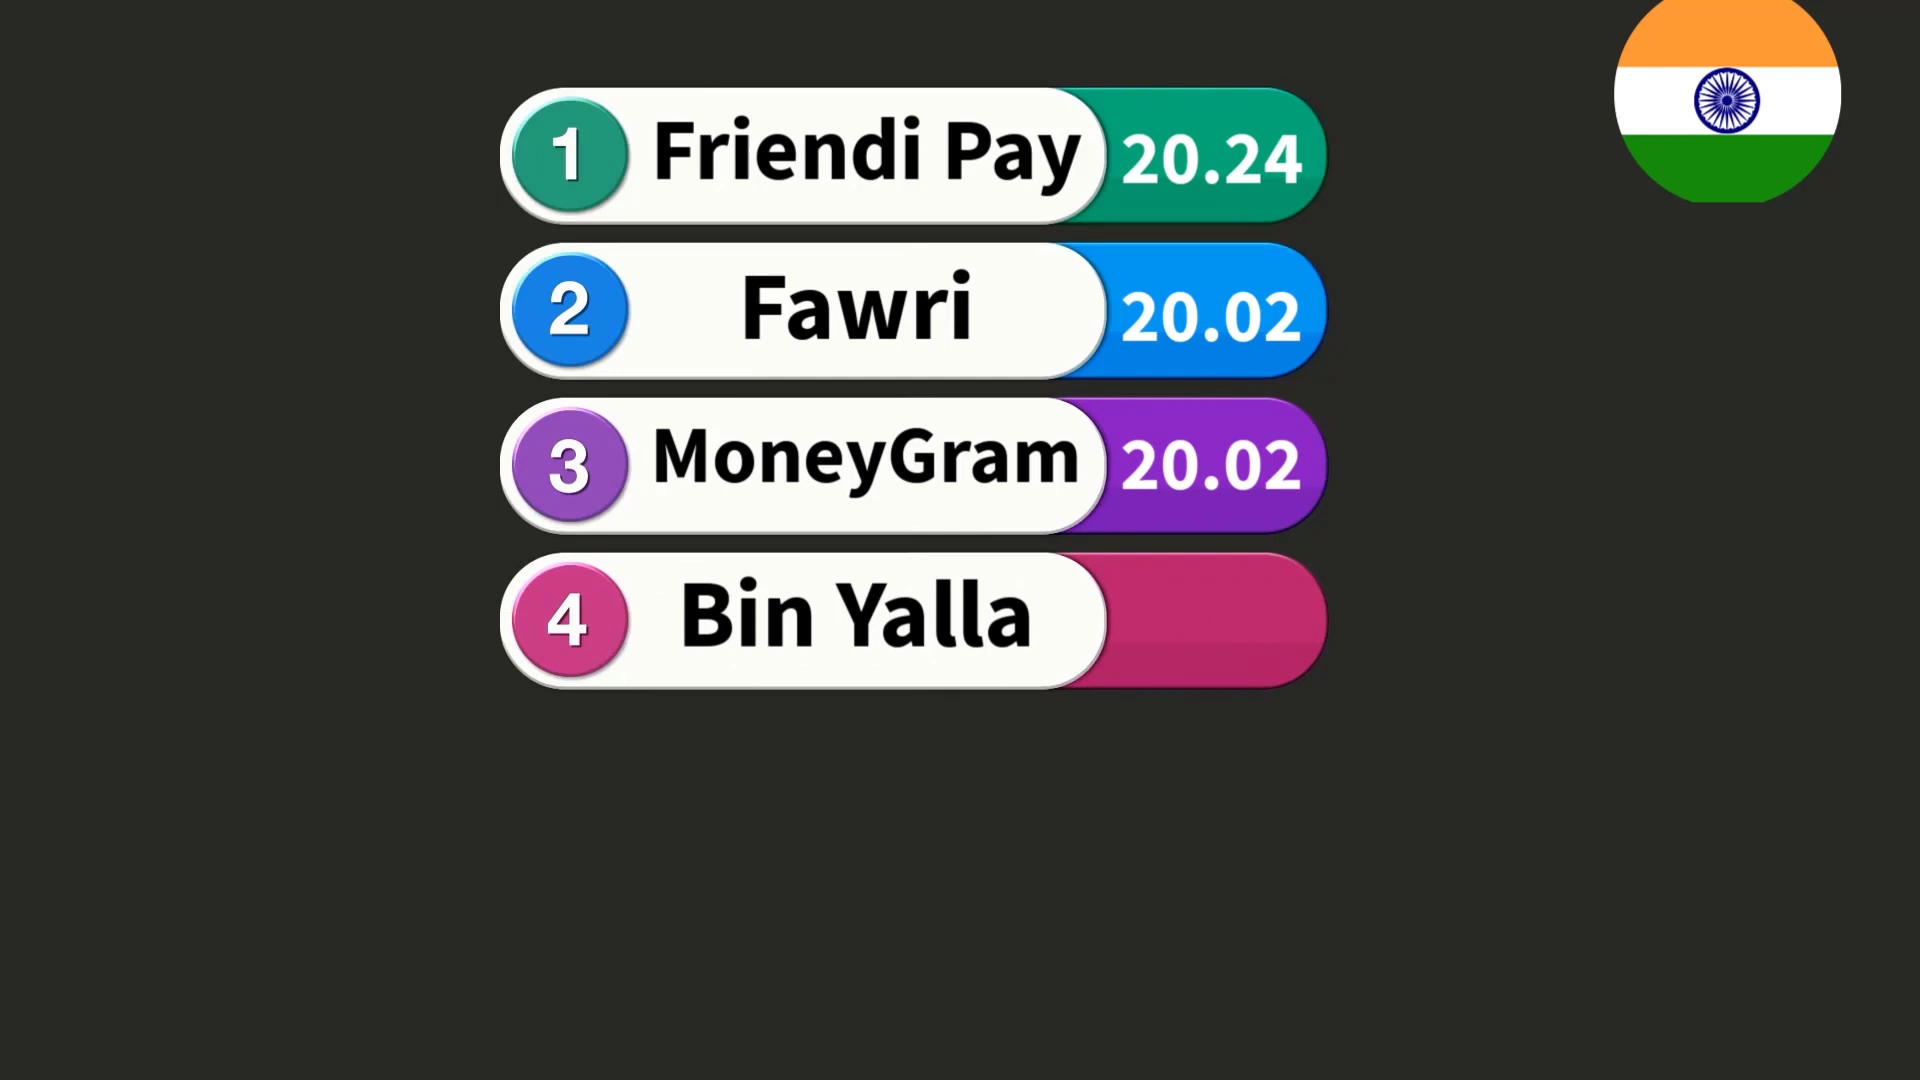 1 Friendi Pay 20.24
2 Fawri 20.02
3 MoneyGram 20.02
4 Bin Yalla